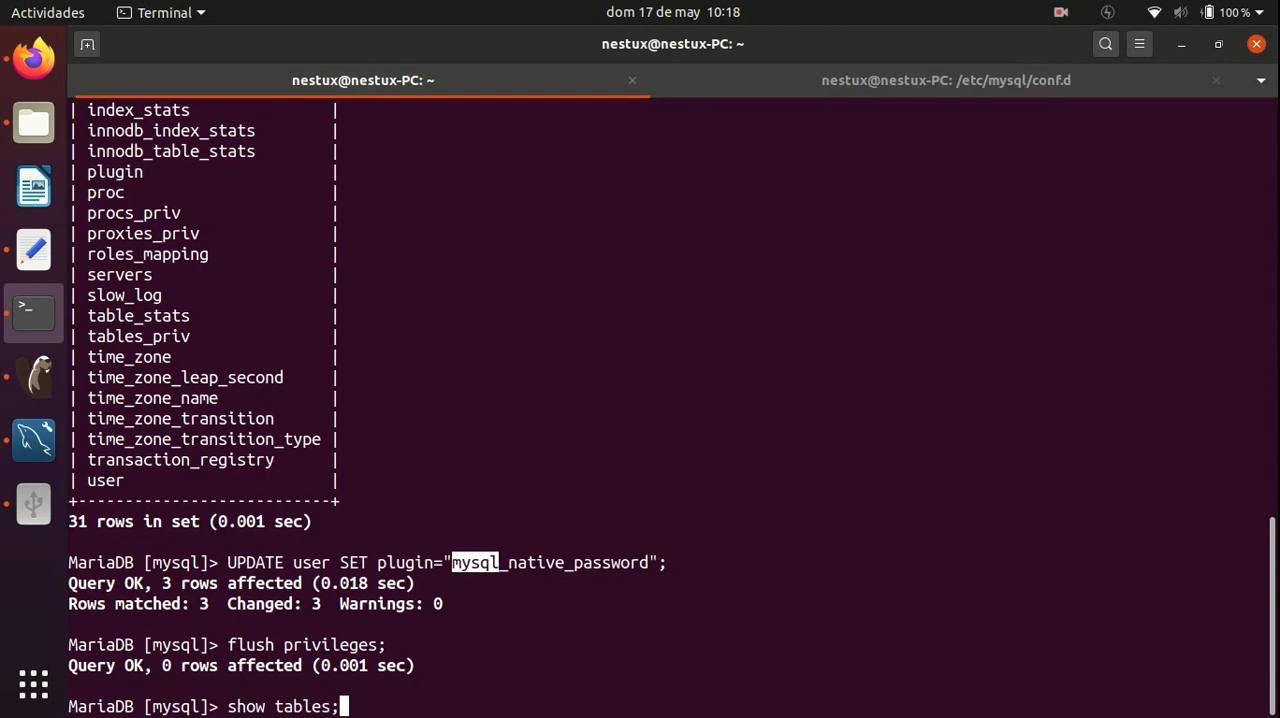 Actividades
Terminal
dom 17 de may 10:18
100 %
nestux@nestux-PC: ~
nestux@nestux-PC: ~
nestux@nestux-PC: /etc/mysql/conf.d
| index_stats |
| innodb_index_stats |
| innodb_table_stats |
| plugin |
| proc |
| procs_priv |
| proxies_priv |
| roles_mapping |
| servers |
| slow_log |
| table_stats |
| tables_priv |
| time_zone |
| time_zone_leap_second |
| time_zone_name |
| time_zone_transition |
| time_zone_transition_type |
| transaction_registry |
| user |
+---------------------------+
31 rows in set (0.001 sec)
MariaDB [mysql]> UPDATE user SET plugin="mysql_native_password";
Query OK, 3 rows affected (0.018 sec)
Rows matched: 3  Changed: 3  Warnings: 0
MariaDB [mysql]> flush privileges;
Query OK, 0 rows affected (0.001 sec)
MariaDB [mysql]> show tables;